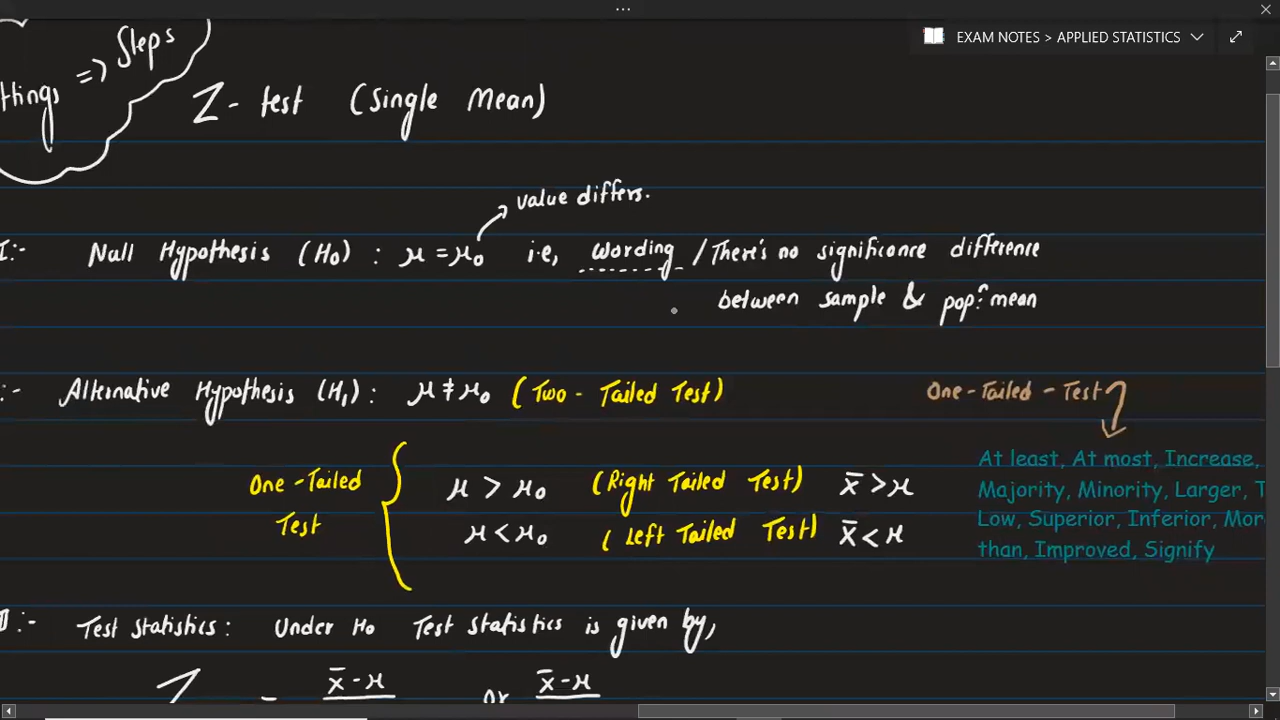 EXAM NOTES > APPLIED STATISTICS
things => Steps
Z- test (Single Mean)
value differs.
I:- Null Hypothesis (H0) : μ = μ0 i.e, Wording / There's no significance difference
between sample & popn mean
:- Alternative Hypothesis (H1) : μ ≠ μ0 (Two - Tailed Test)
One-Tailed-Test
One-Tailed
Test
μ > μ0 (Right Tailed Test) x̄ > μ
μ < μ0 (Left Tailed Test) x̄ < μ
At least, At most, Increase,
Majority, Minority, Larger, T
Low, Superior, Inferior, Mor
than, Improved, Signify
:- Test Statistics: Under H0 Test Statistics is given by,
Z = x̄-μ or x̄-μ